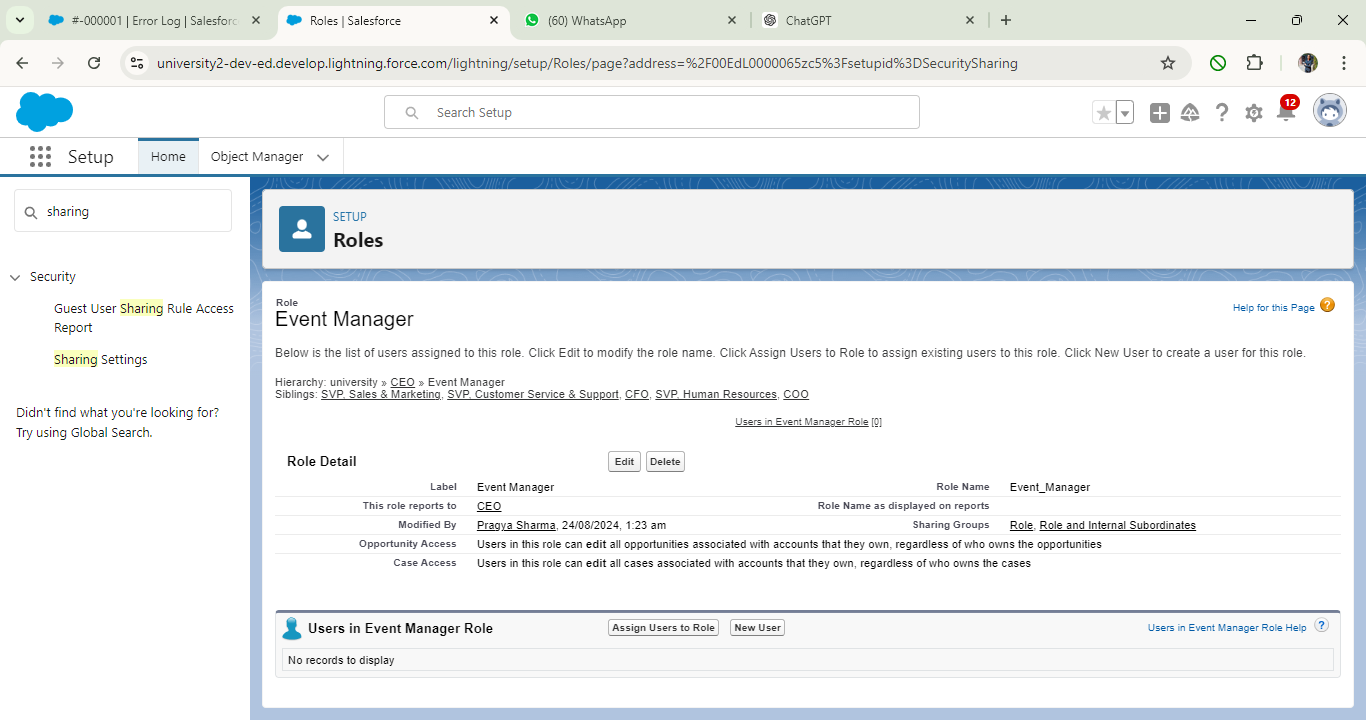 #-000001 | Error Log | Salesforc
Roles | Salesforce
(60) WhatsApp
ChatGPT
university2-dev-ed.develop.lightning.force.com/lightning/setup/Roles/page?address=%2F00EdL0000065zc5%3Fsetupid%3DSecuritySharing
Search Setup
12
Setup
Home
Object Manager
sharing
Security
Guest User Sharing Rule Access
Report
Sharing Settings
Didn't find what you're looking for?
Try using Global Search.
SETUP
Roles
Role
Event Manager
Help for this Page ?
Below is the list of users assigned to this role. Click Edit to modify the role name. Click Assign Users to Role to assign existing users to this role. Click New User to create a user for this role.
Hierarchy: university » CEO » Event Manager
Siblings: SVP, Sales & Marketing, SVP, Customer Service & Support, CFO, SVP, Human Resources, COO
Users in Event Manager Role [0]
Role Detail Edit Delete
Label Event Manager Role Name Event_Manager
This role reports to CEO Role Name as displayed on reports
Modified By Pragya Sharma, 24/08/2024, 1:23 am Sharing Groups Role, Role and Internal Subordinates
Opportunity Access Users in this role can edit all opportunities associated with accounts that they own, regardless of who owns the opportunities
Case Access Users in this role can edit all cases associated with accounts that they own, regardless of who owns the cases
Users in Event Manager Role Assign Users to Role New User Users in Event Manager Role Help ?
No records to display